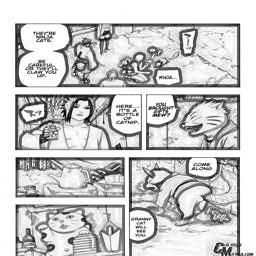 THEY'RE
NINJA
CATS.
BE
CAREFUL
OR THEY'LL
CLAW YOU
UP.
?!
WHOA...
HERE...
IT'S A
BOTTLE
OF
CATNIP.
YOU
BROUGHT
GIFTS
MEW?
COME
ALONG
GRANNY
CAT
WILL
SEE
YOU.